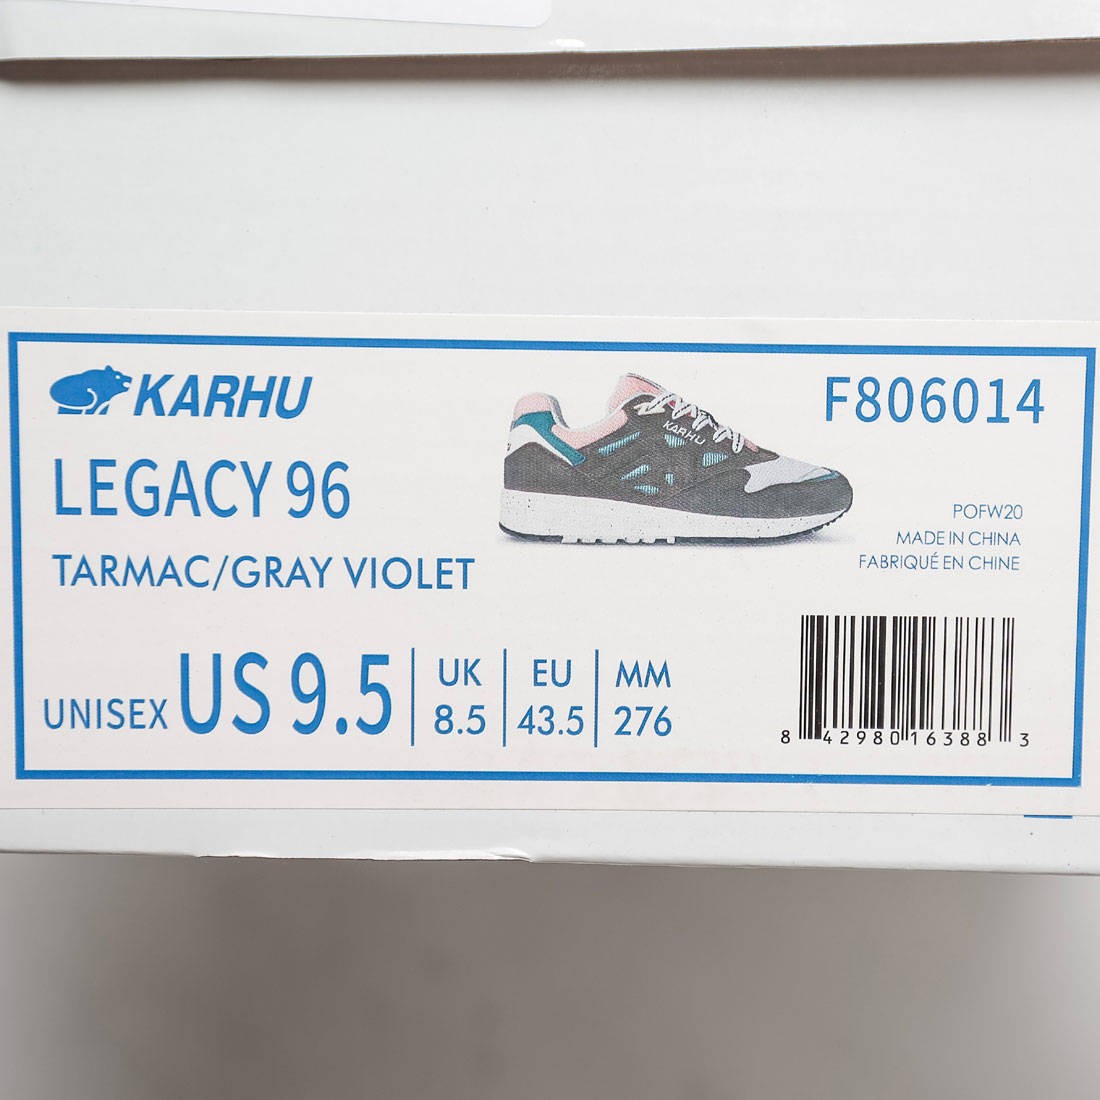 KARHU
F806014
LEGACY 96
TARMAC/GRAY VIOLET
KARHU
POFW20
MADE IN CHINA
FABRIQUÉ EN CHINE
UNISEX US 9.5
UK
8.5
EU
43.5
MM
276
8 42980 16388 3